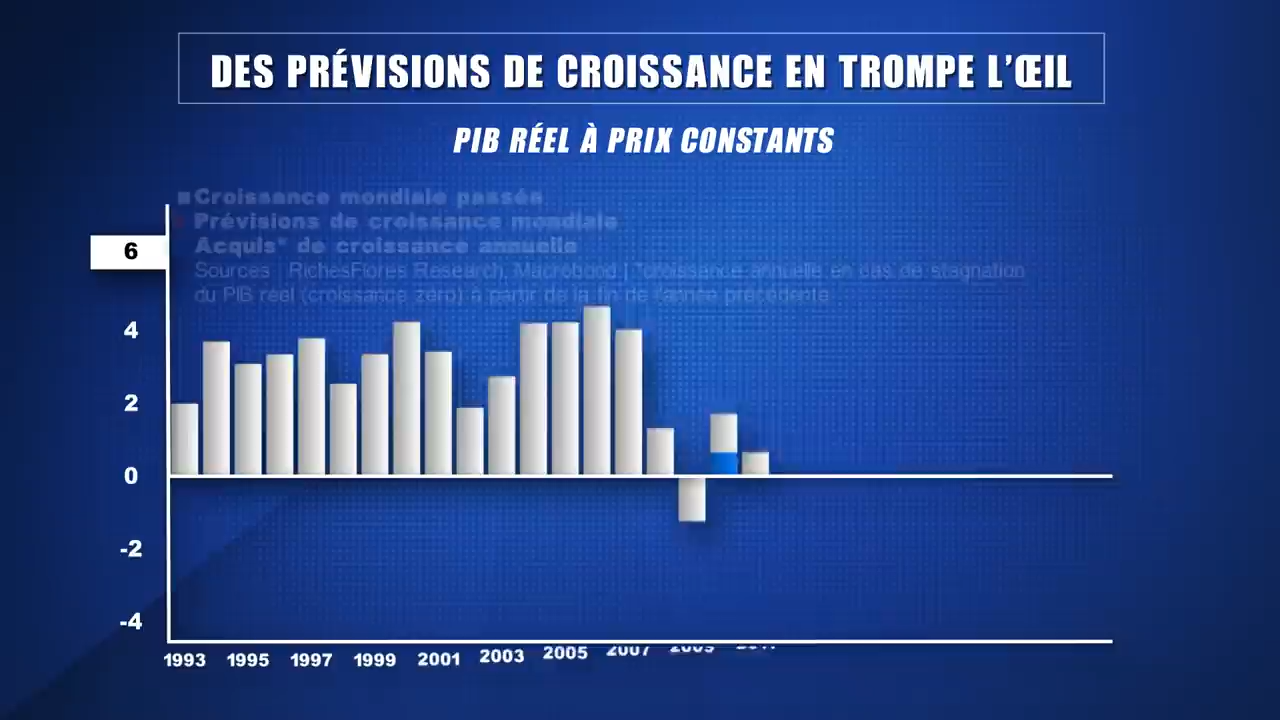 DES PRÉVISIONS DE CROISSANCE EN TROMPE L'ŒIL
PIB RÉEL À PRIX CONSTANTS
Croissance mondiale passée
Prévisions de croissance mondiale
Acquis* de croissance annuelle
Sources : RichesFlores Research, Macrobond | *croissance annuelle en cas de stagnation
du PIB réel (croissance zéro) à partir de la fin de l'année précédente
6
4
2
0
-2
-4
1993 1995 1997 1999 2001 2003 2005 2007 2009